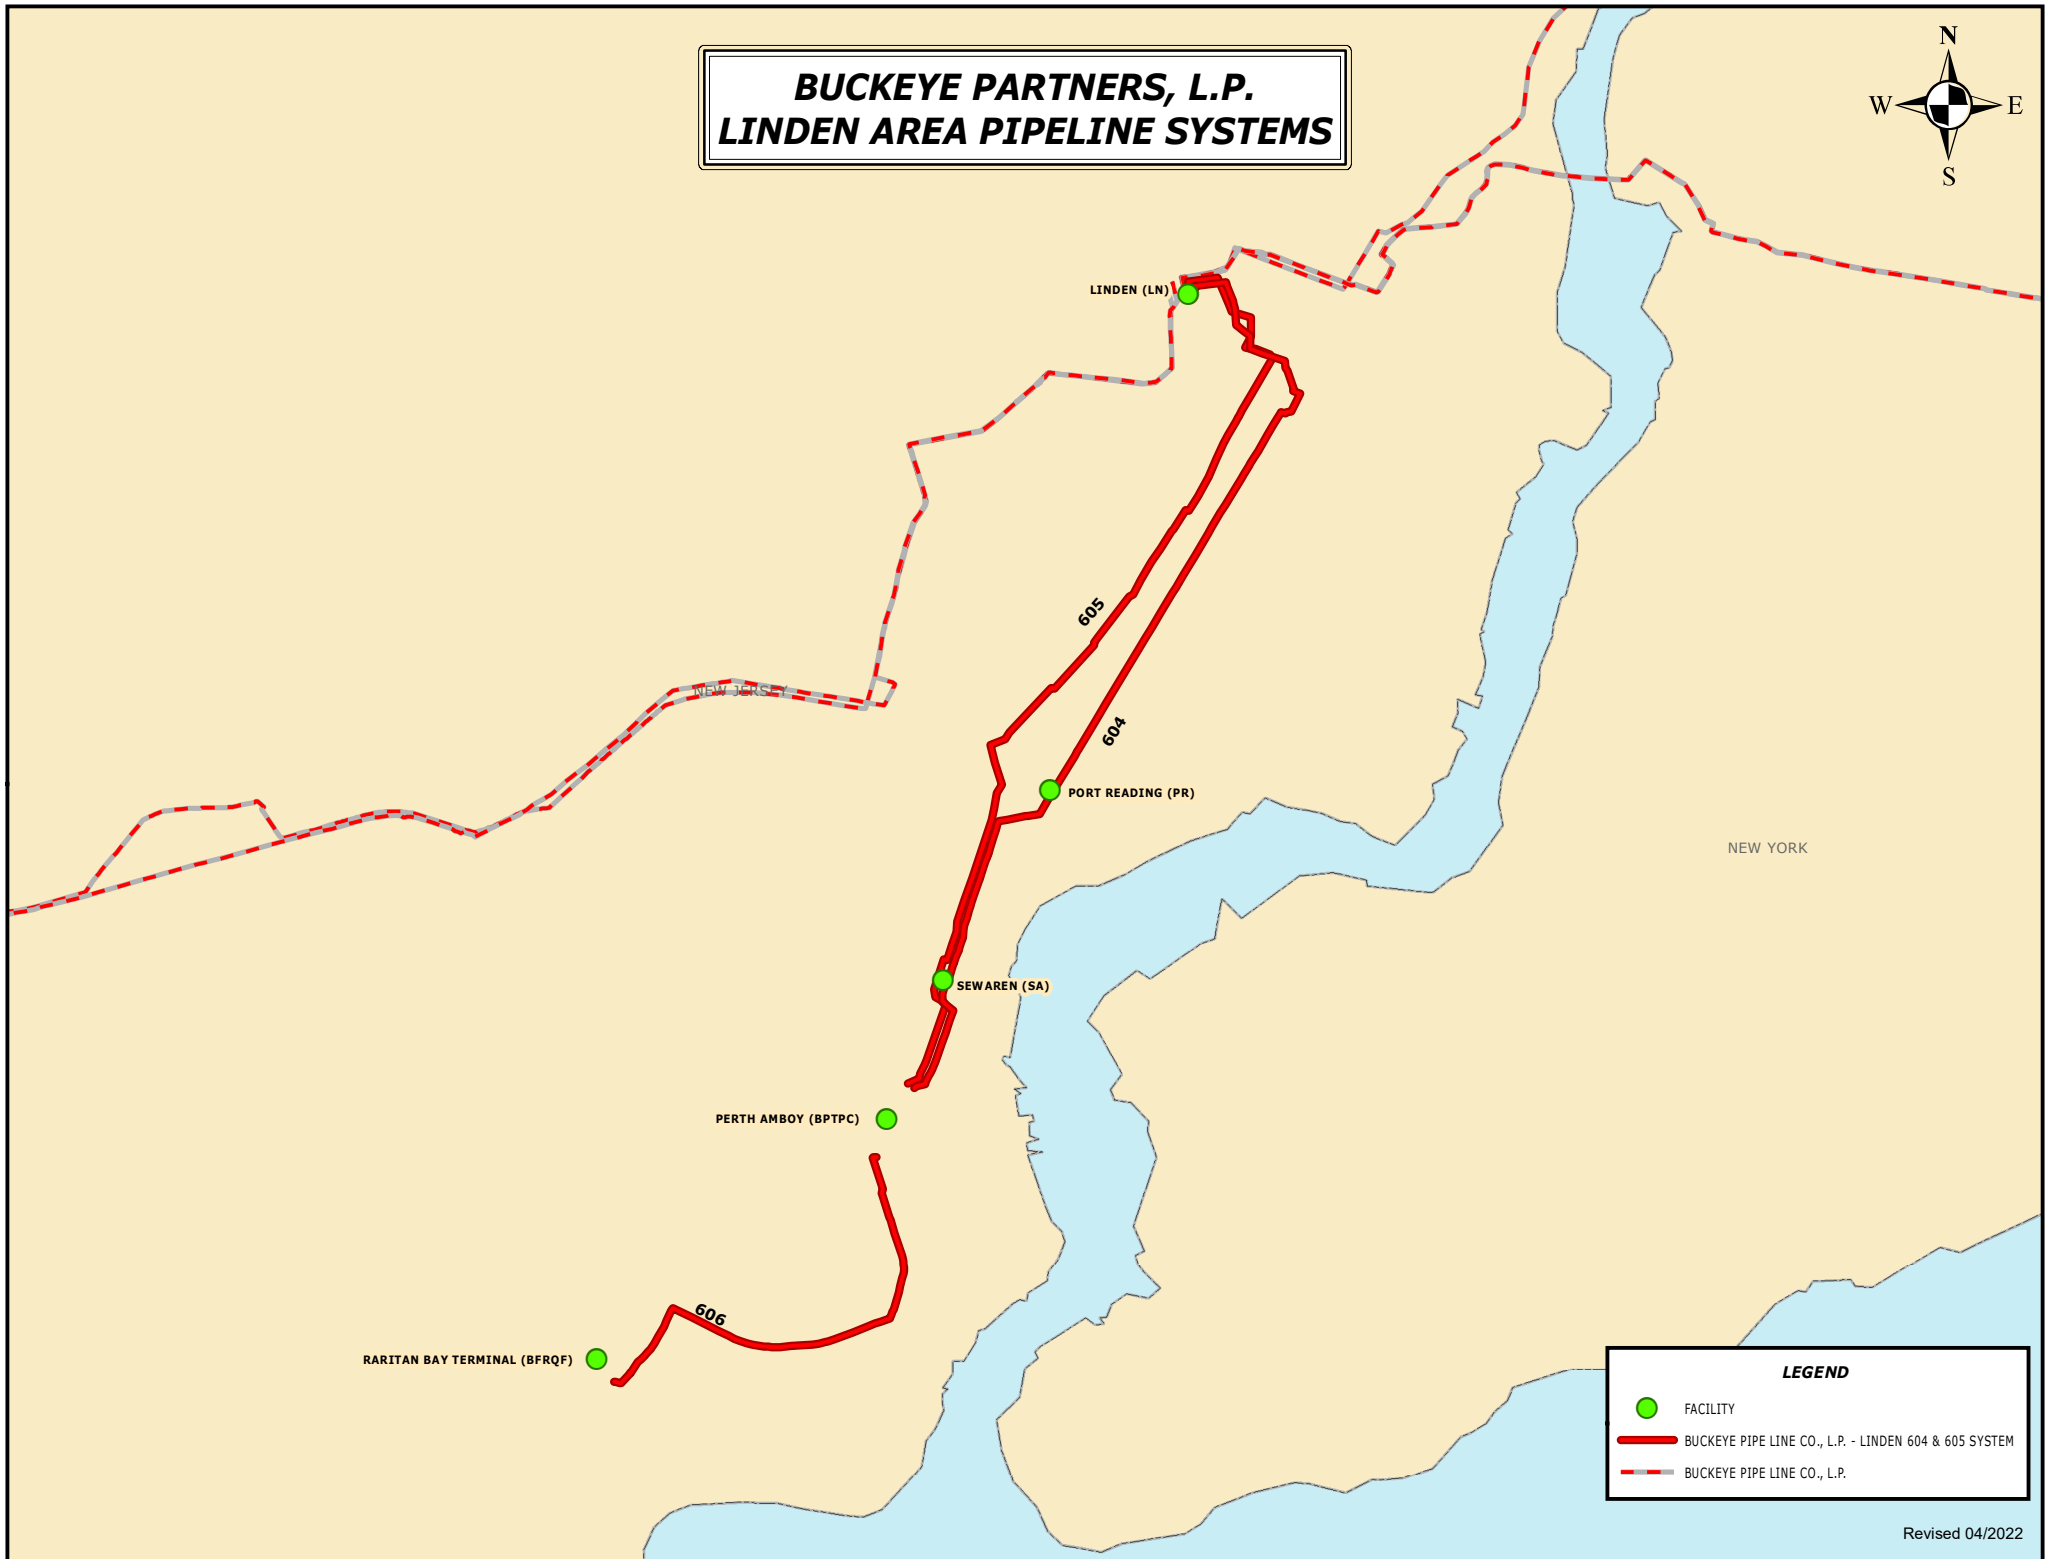 BUCKEYE PARTNERS, L.P.
LINDEN AREA PIPELINE SYSTEMS
N
W
E
S
LINDEN (LN)
605
NEW JERSEY
604
PORT READING (PR)
NEW YORK
SEWAREN (SA)
PERTH AMBOY (BPTPC)
606
RARITAN BAY TERMINAL (BFRQF)
LEGEND
FACILITY
BUCKEYE PIPE LINE CO., L.P. - LINDEN 604 & 605 SYSTEM
BUCKEYE PIPE LINE CO., L.P.
Revised 04/2022